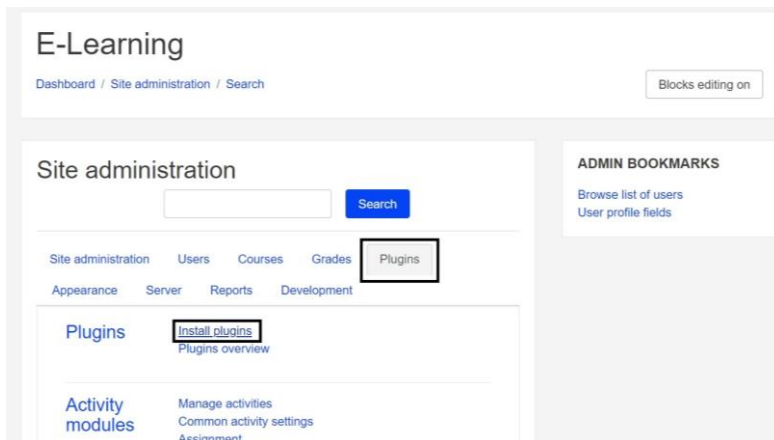 E-Learning
Dashboard / Site administration / Search
Blocks editing on
Site administration
Search
Site administration Users Courses Grades Plugins
Appearance Server Reports Development
Plugins
Install plugins
Plugins overview
Activity modules
Manage activities
Common activity settings
Assignment
ADMIN BOOKMARKS
Browse list of users
User profile fields